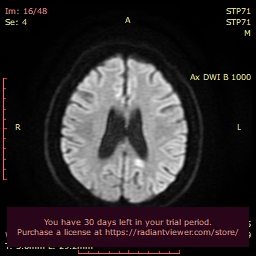 Im: 16/48
Se: 4
STP71
STP71
M
A
Ax DWI B 1000
R
L
You have 30 days left in your trial period.
Purchase a license at https://radiantviewer.com/store/